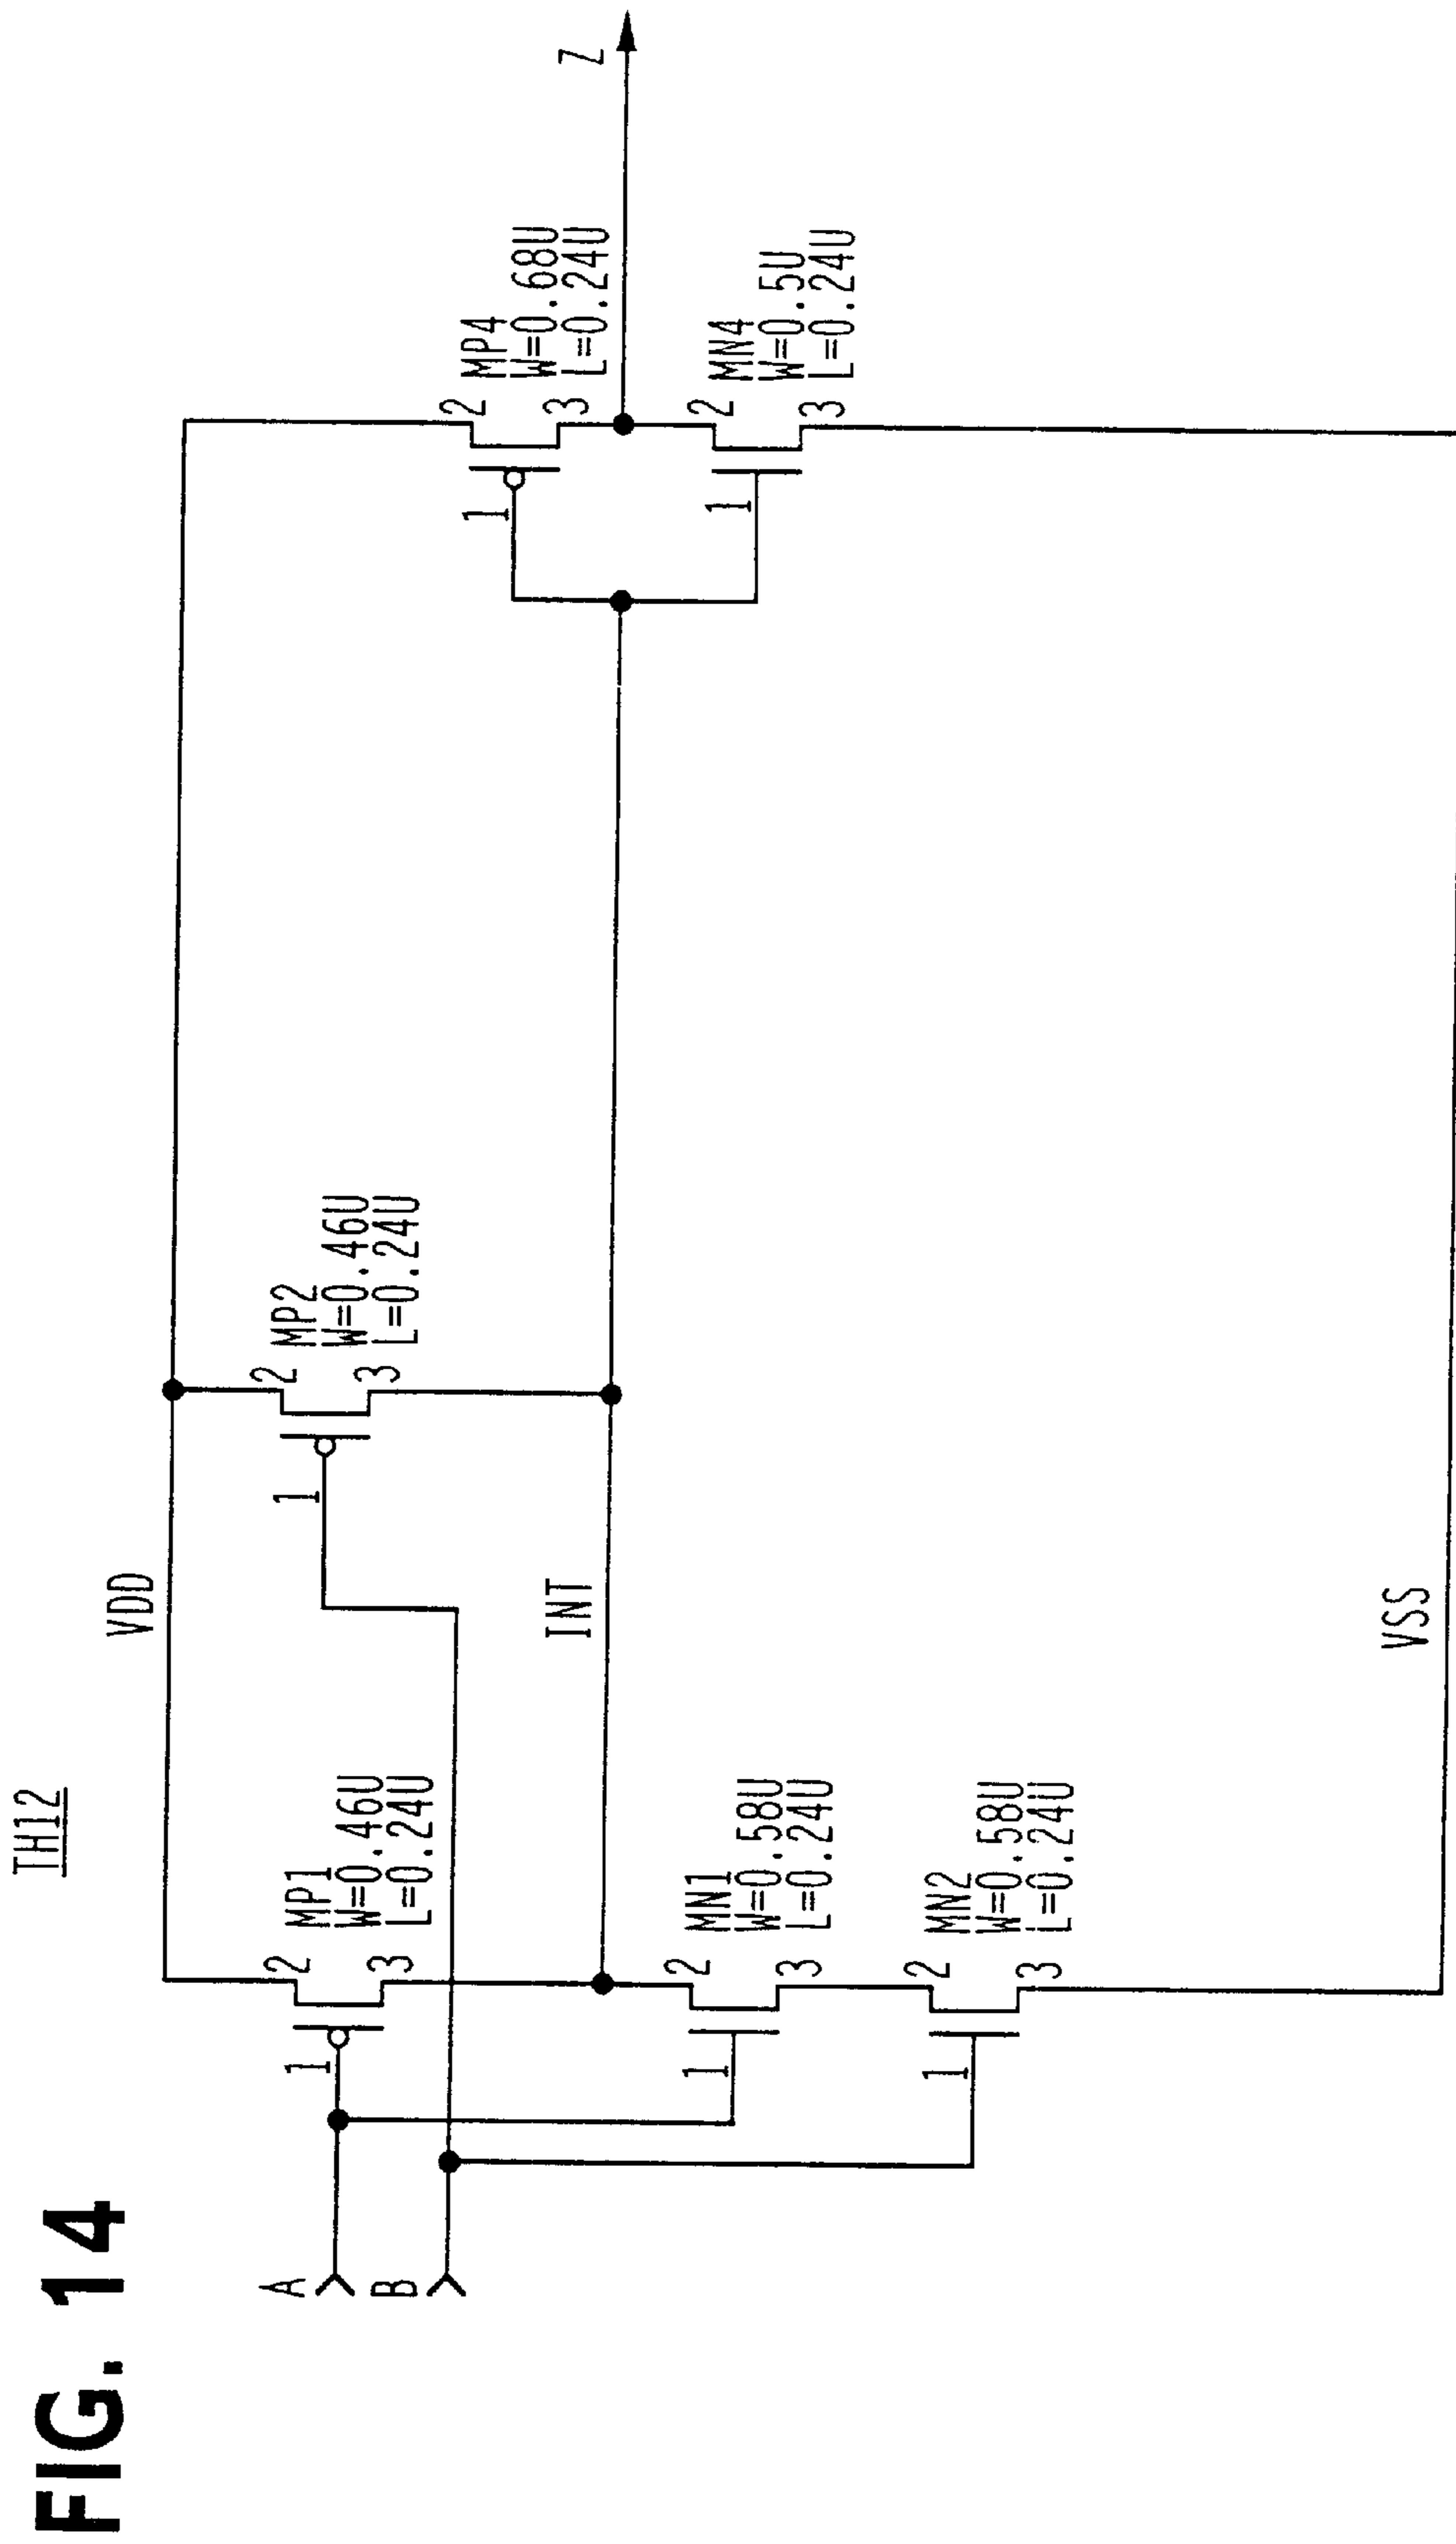 FIG. 14
TH12
VDD
A
B
1
2
3
MP1
W=0.46U
L=0.24U
1
2
3
MP2
W=0.46U
L=0.24U
INT
1
2
3
MN1
W=0.58U
L=0.24U
1
2
3
MN2
W=0.58U
L=0.24U
1
2
3
MP4
W=0.68U
L=0.24U
Z
1
2
3
MN4
W=0.5U
L=0.24U
VSS